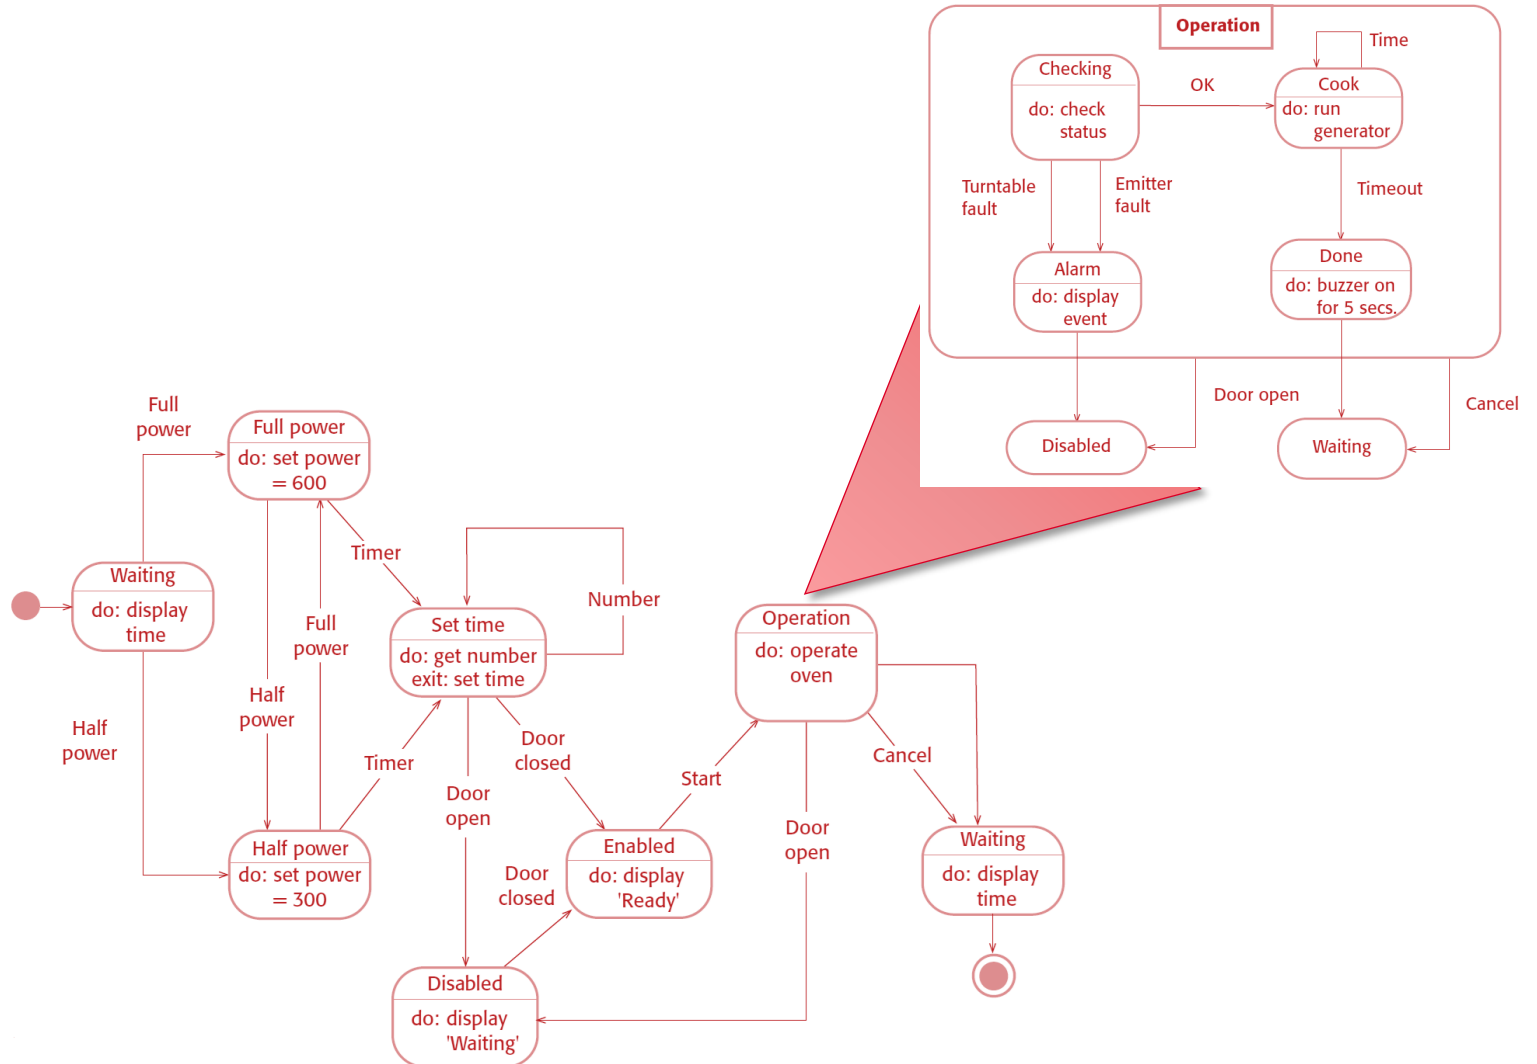 Operation
Time
Checking
do: check
status
OK
Cook
do: run
generator
Turntable
fault
Emitter
fault
Timeout
Alarm
do: display
event
Done
do: buzzer on
for 5 secs.
Door open
Cancel
Disabled
Waiting
Full
power
Full power
do: set power
= 600
Timer
Waiting
do: display
time
Number
Full
power
Set time
do: get number
exit: set time
Operation
do: operate
oven
Half
power
Half
power
Timer
Door
closed
Door
open
Start
Cancel
Door
open
Half power
do: set power
= 300
Enabled
do: display
'Ready'
Door
closed
Waiting
do: display
time
Disabled
do: display
'Waiting'